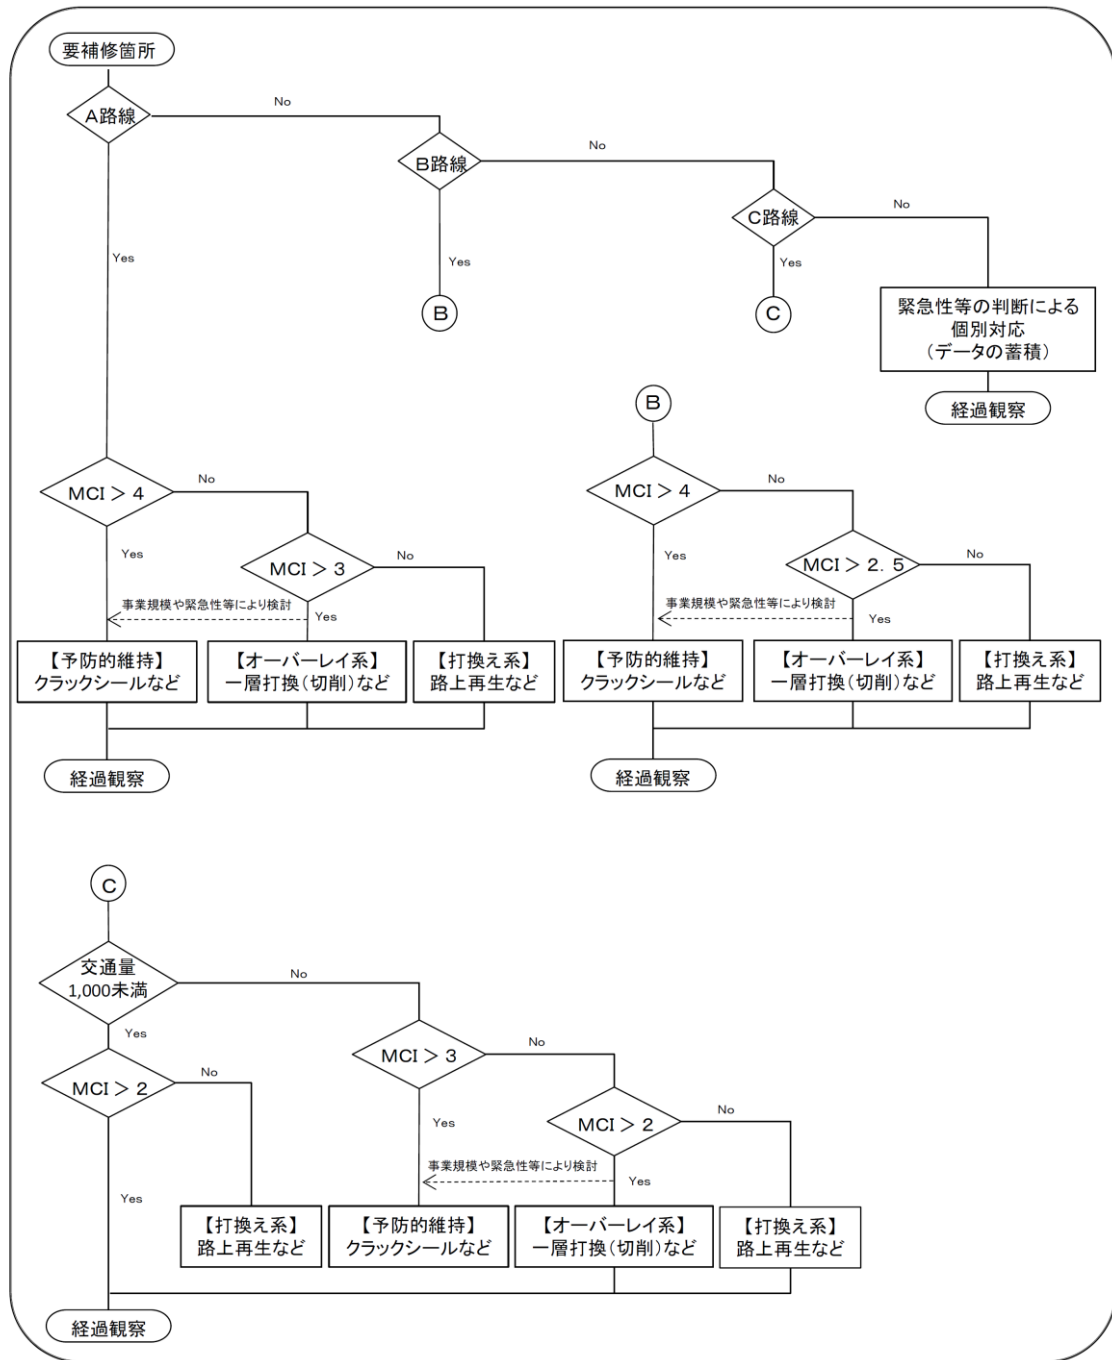 要補修箇所
A路線
No
B路線
No
C路線
No
Yes
Yes
Yes
B
C
緊急性等の判断による
個別対応
（データの蓄積）
経過観察
MCI > 4
No
Yes
MCI > 3
No
事業規模や緊急性等により検討
Yes
【予防的維持】
クラックシールなど
【オーバーレイ系】
一層打換（切削）など
【打換え系】
路上再生など
経過観察
B
MCI > 4
No
Yes
MCI > 2．5
No
事業規模や緊急性等により検討
Yes
【予防的維持】
クラックシールなど
【オーバーレイ系】
一層打換（切削）など
【打換え系】
路上再生など
経過観察
C
交通量
1,000未満
No
Yes
MCI > 2
No
Yes
【打換え系】
路上再生など
MCI > 3
No
Yes
MCI > 2
No
事業規模や緊急性等により検討
Yes
【予防的維持】
クラックシールなど
【オーバーレイ系】
一層打換（切削）など
【打換え系】
路上再生など
経過観察